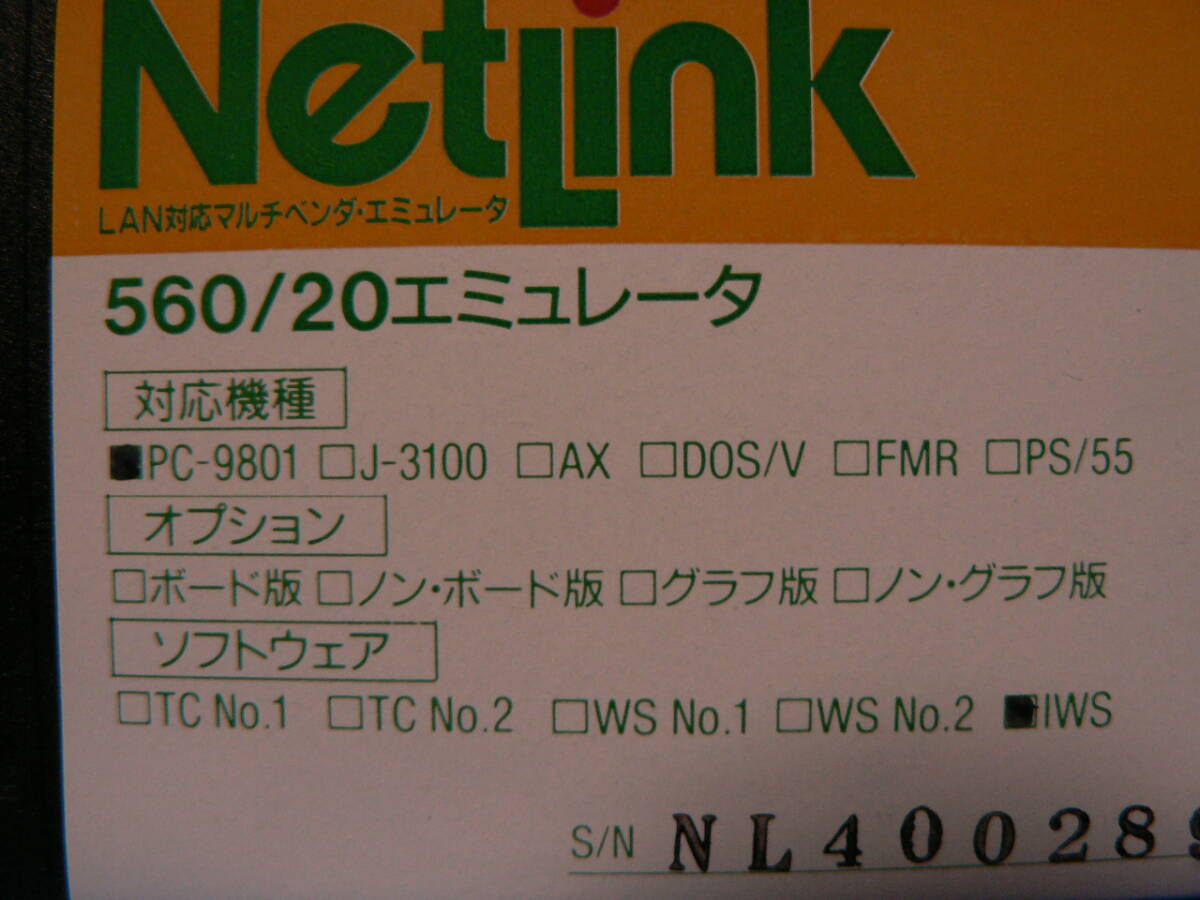 NetLink
LAN対応マルチベンダ・エミュレータ
560/20エミュレータ
対応機種
■PC-9801 □J-3100 □AX □DOS/V □FMR □PS/55
オプション
□ボード版 □ノン・ボード版 □グラフ版 □ノン・グラフ版
ソフトウェア
□TC No.1 □TC No.2 □WS No.1 □WS No.2 ■IWS
S/N NL400289